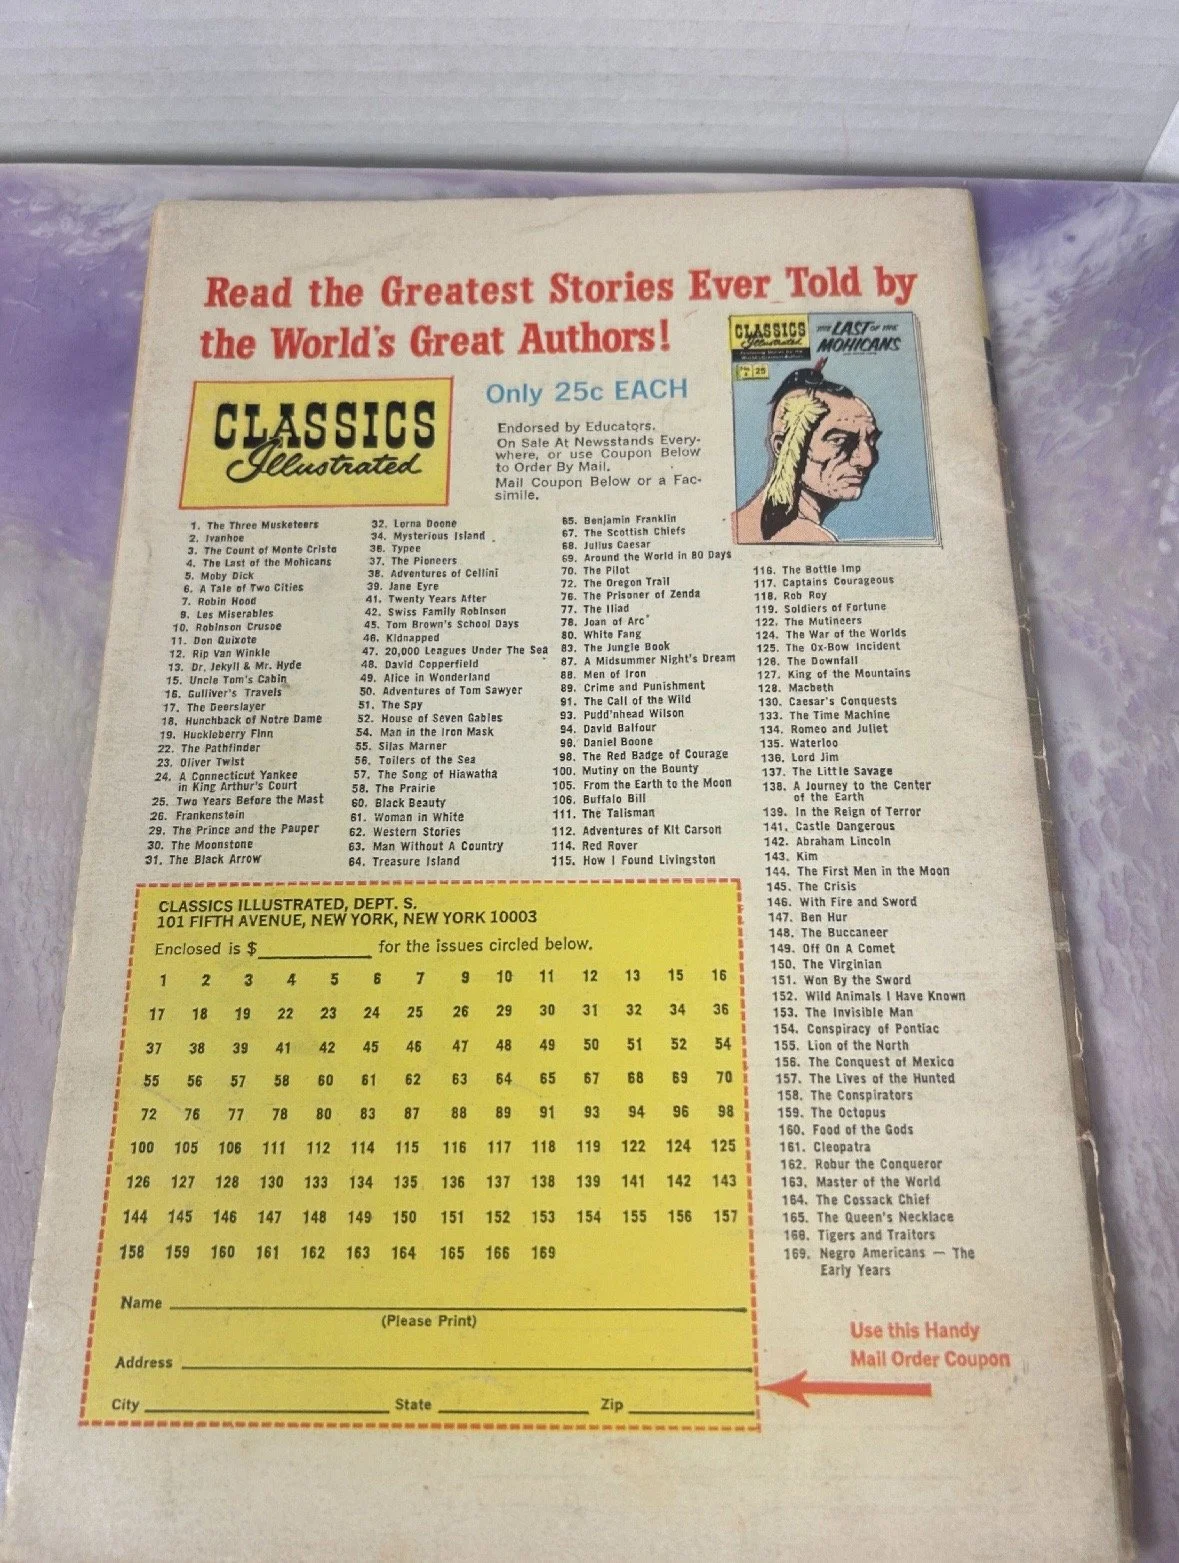 Read the Greatest Stories Ever Told by
the World's Great Authors!
CLASSICS
Illustrated
Only 25c EACH
Endorsed by Educators.
On Sale At Newsstands Every-
where, or use Coupon Below
to Order By Mail.
Mail Coupon Below or a Fac-
simile.
CLASSICS
Illustrated
25
THE LAST OF THE
MOHICANS
1. The Three Musketeers
2. Ivanhoe
3. The Count of Monte Cristo
4. The Last of the Mohicans
5. Moby Dick
6. A Tale of Two Cities
7. Robin Hood
9. Les Miserables
10. Robinson Crusoe
11. Don Quixote
12. Rip Van Winkle
13. Dr. Jekyll & Mr. Hyde
15. Uncle Tom's Cabin
16. Gulliver's Travels
17. The Deerslayer
18. Hunchback of Notre Dame
19. Huckleberry Finn
22. The Pathfinder
23. Oliver Twist
24. A Connecticut Yankee
in King Arthur's Court
25. Two Years Before the Mast
26. Frankenstein
29. The Prince and the Pauper
30. The Moonstone
31. The Black Arrow
32. Lorna Doone
34. Mysterious Island
36. Typee
37. The Pioneers
38. Adventures of Cellini
39. Jane Eyre
41. Twenty Years After
42. Swiss Family Robinson
45. Tom Brown's School Days
46. Kidnapped
47. 20,000 Leagues Under The Sea
48. David Copperfield
49. Alice in Wonderland
50. Adventures of Tom Sawyer
51. The Spy
52. House of Seven Gables
54. Man in the Iron Mask
55. Silas Marner
56. Toilers of the Sea
57. The Song of Hiawatha
58. The Prairie
60. Black Beauty
61. Woman in White
62. Western Stories
63. Man Without A Country
64. Treasure Island
65. Benjamin Franklin
67. The Scottish Chiefs
68. Julius Caesar
69. Around the World in 80 Days
70. The Pilot
72. The Oregon Trail
76. The Prisoner of Zenda
77. The Iliad
78. Joan of Arc
80. White Fang
83. The Jungle Book
87. A Midsummer Night's Dream
88. Men of Iron
89. Crime and Punishment
91. The Call of the Wild
93. Pudd'nhead Wilson
94. David Balfour
96. Daniel Boone
98. The Red Badge of Courage
100. Mutiny on the Bounty
105. From the Earth to the Moon
106. Buffalo Bill
111. The Talisman
112. Adventures of Kit Carson
114. Red Rover
115. How I Found Livingston
116. The Bottle Imp
117. Captains Courageous
118. Rob Roy
119. Soldiers of Fortune
122. The Mutineers
124. The War of the Worlds
125. The Ox-Bow Incident
126. The Downfall
127. King of the Mountains
128. Macbeth
130. Caesar's Conquests
133. The Time Machine
134. Romeo and Juliet
135. Waterloo
136. Lord Jim
137. The Little Savage
138. A Journey to the Center
of the Earth
139. In the Reign of Terror
141. Castle Dangerous
142. Abraham Lincoln
143. Kim
144. The First Men in the Moon
145. The Crisis
146. With Fire and Sword
147. Ben Hur
148. The Buccaneer
149. Off On A Comet
150. The Virginian
151. Won By the Sword
152. Wild Animals I Have Known
153. The Invisible Man
154. Conspiracy of Pontiac
155. Lion of the North
156. The Conquest of Mexico
157. The Lives of the Hunted
158. The Conspirators
159. The Octopus
160. Food of the Gods
161. Cleopatra
162. Robur the Conqueror
163. Master of the World
164. The Cossack Chief
165. The Queen's Necklace
166. Tigers and Traitors
169. Negro Americans — The
Early Years
CLASSICS ILLUSTRATED, DEPT. S.
101 FIFTH AVENUE, NEW YORK, NEW YORK 10003
Enclosed is $ for the issues circled below.
1 2 3 4 5 6 7 9 10 11 12 13 15 16
17 18 19 22 23 24 25 26 29 30 31 32 34 36
37 38 39 41 42 45 46 47 48 49 50 51 52 54
55 56 57 58 60 61 62 63 64 65 67 68 69 70
72 76 77 78 80 83 87 88 89 91 93 94 96 98
100 105 106 111 112 114 115 116 117 118 119 122 124 125
126 127 128 130 133 134 135 136 137 138 139 141 142 143
144 145 146 147 148 149 150 151 152 153 154 155 156 157
158 159 160 161 162 163 164 165 166 169
Name
(Please Print)
Address
City State Zip
Use this Handy
Mail Order Coupon